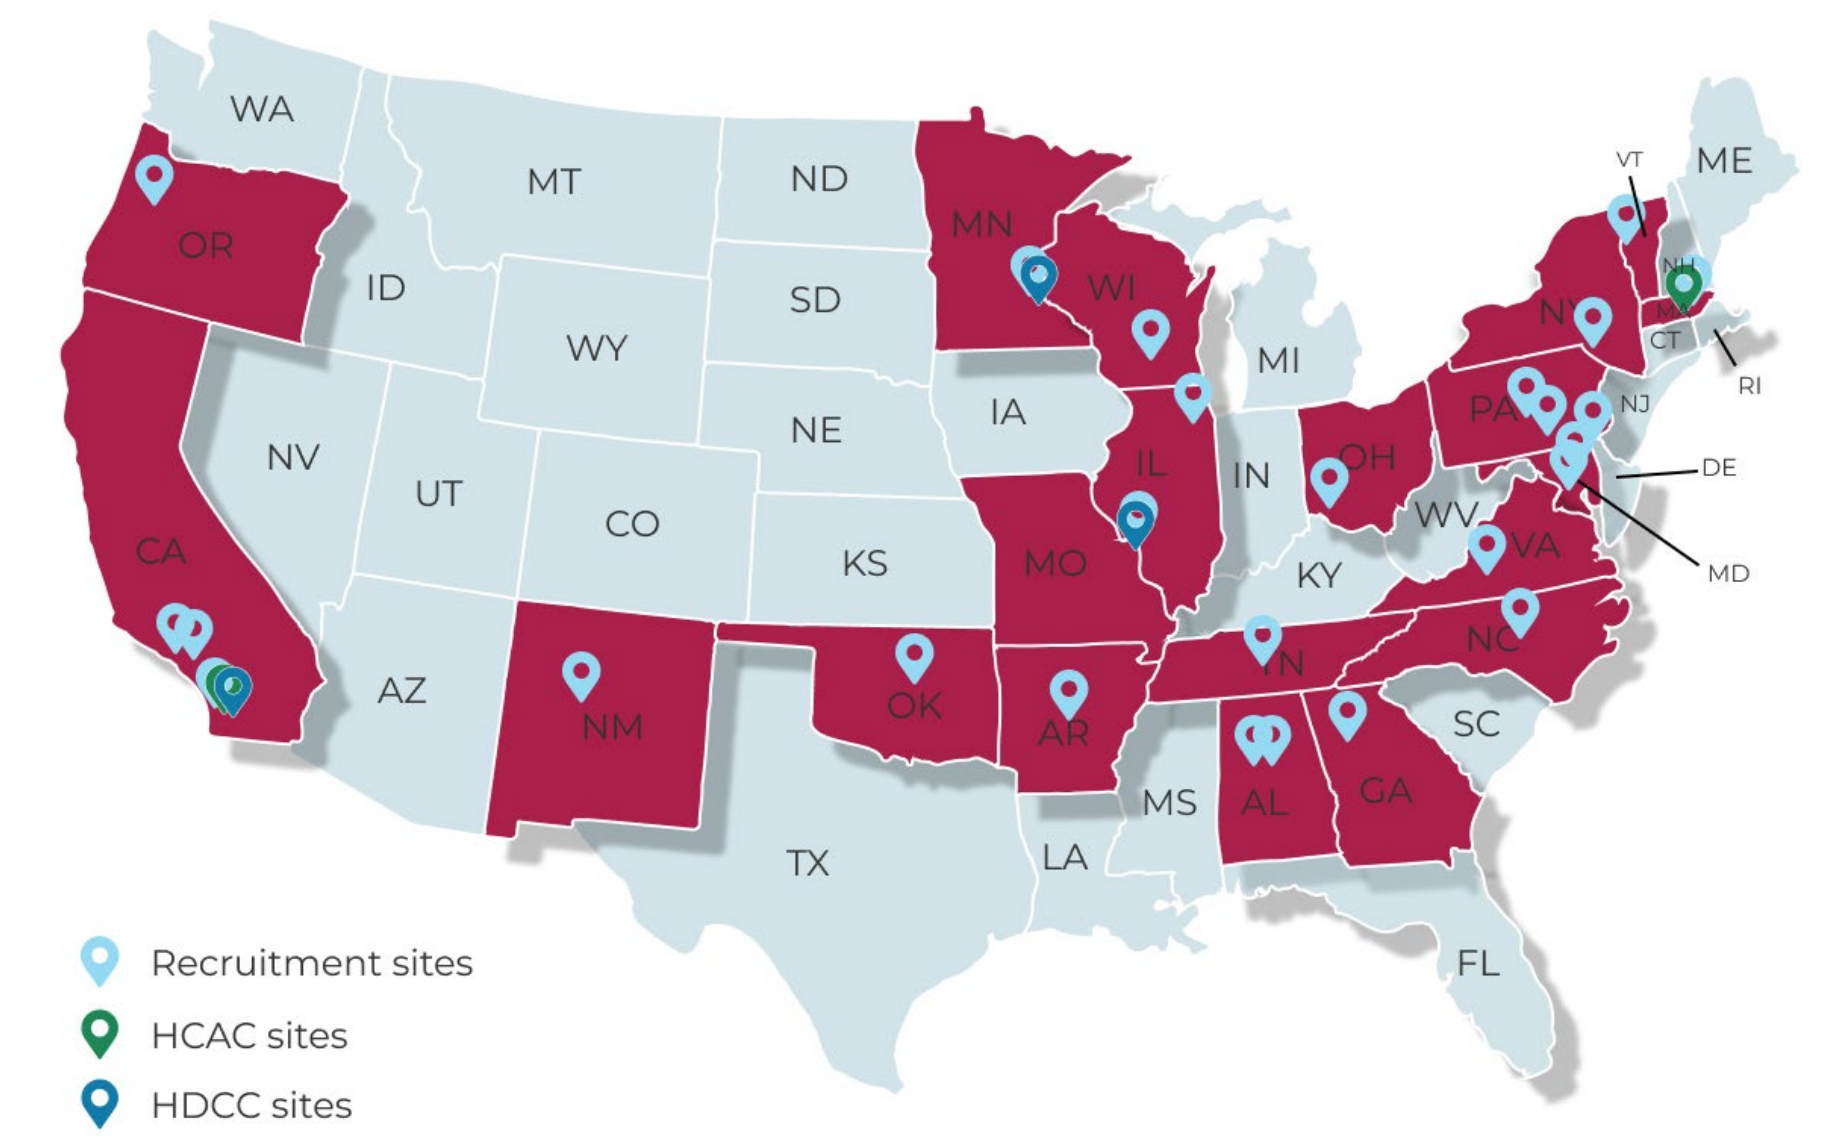 WA
ME
VT
MT
ND
MN
OR
NH
ID
SD
WI
NY
MA
WY
CT
MI
RI
IA
PA
NJ
NE
NV
OH
IL
IN
DE
UT
WV
CO
CA
KS
MO
KY
VA
MD
NC
TN
AZ
OK
NM
AR
SC
MS
AL
GA
TX
LA
FL
Recruitment sites
HCAC sites
HDCC sites